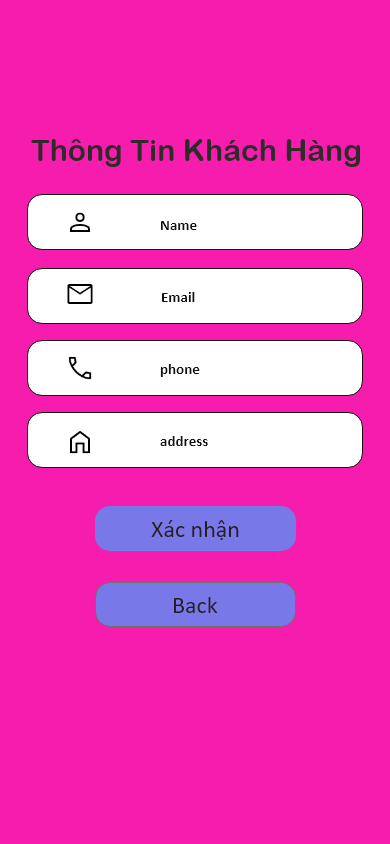 Thông Tin Khách Hàng
Name
Email
phone
address
Xác nhận
Back